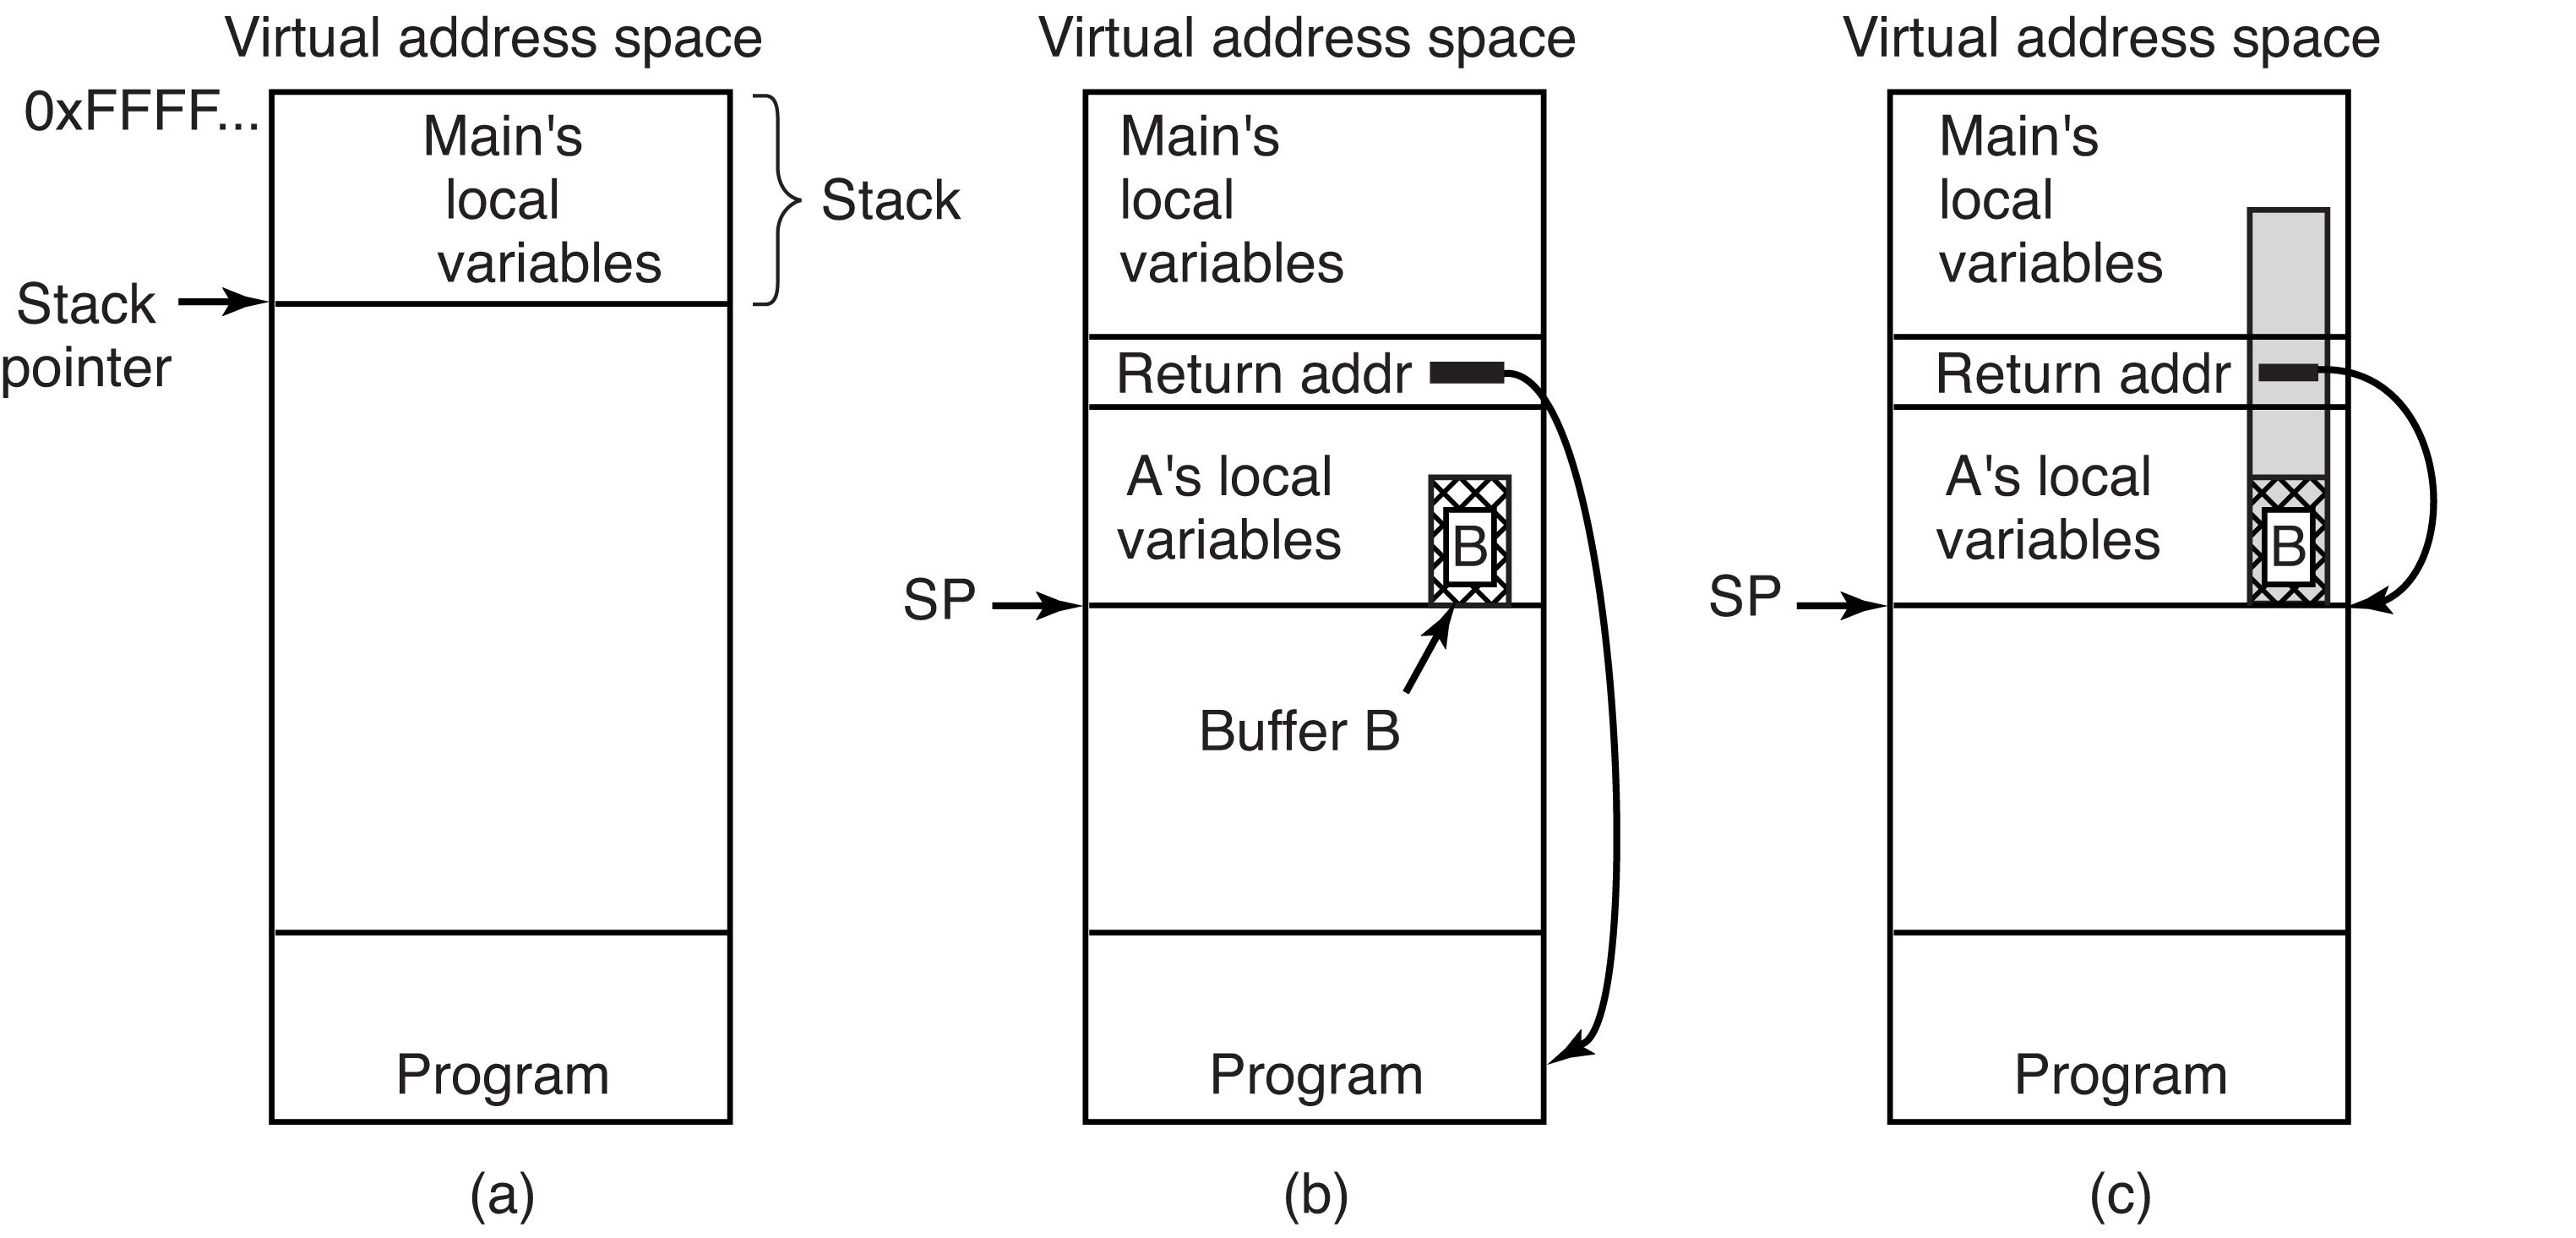 Virtual address space
0xFFFF...
Main's
local
variables
Stack
Stack
pointer
Program
(a)
Virtual address space
Main's
local
variables
Return addr
A's local
variables
B
SP
Buffer B
Program
(b)
Virtual address space
Main's
local
variables
Return addr
A's local
variables
B
SP
Program
(c)